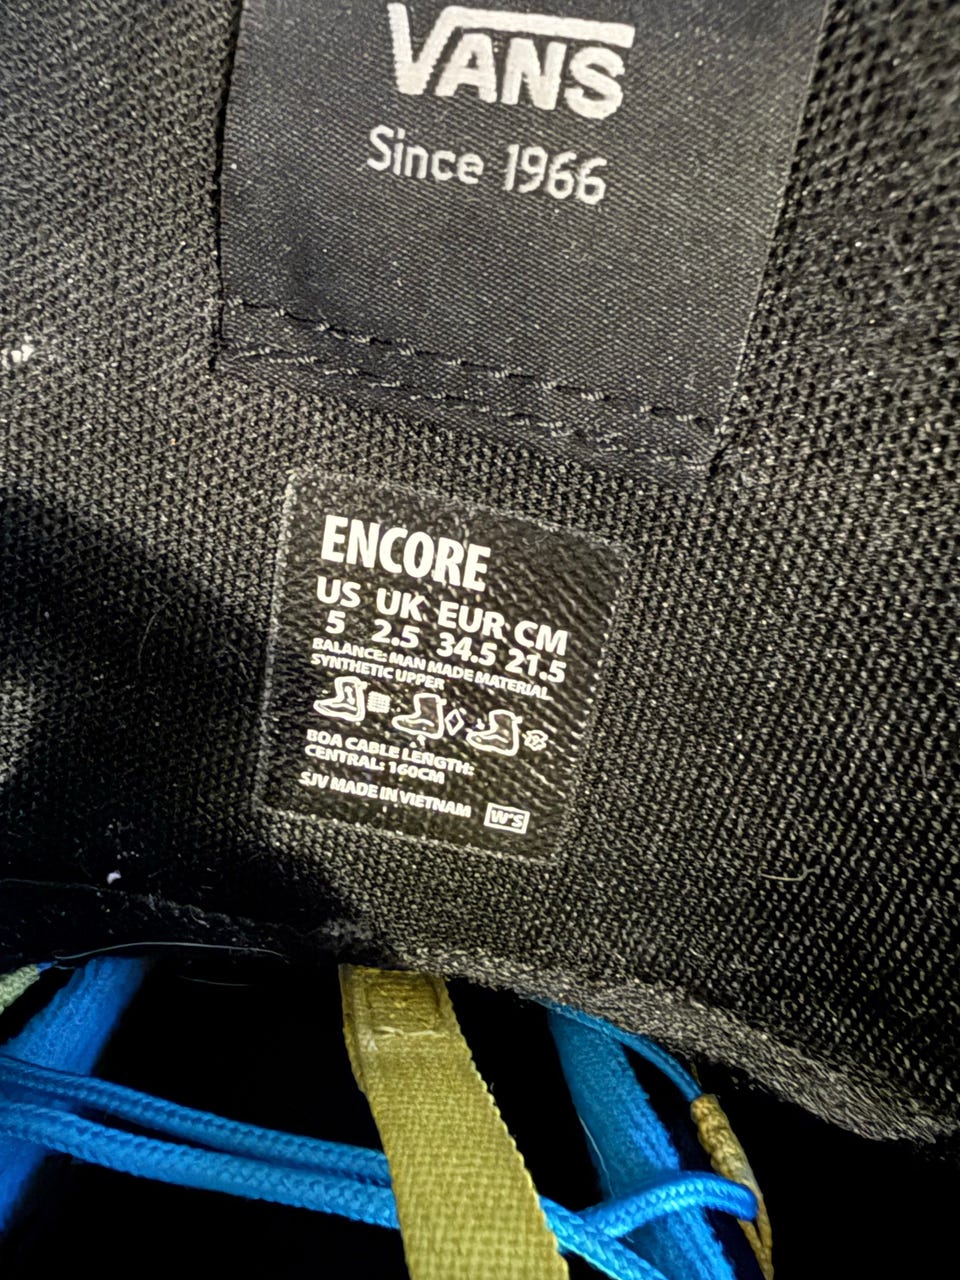 VANS
Since 1966
ENCORE
US UK EUR CM
5 2.5 34.5 21.5
BALANCE: MAN MADE MATERIAL
SYNTHETIC UPPER
BOA CABLE LENGTH:
CENTRAL: 160CM
SJV MADE IN VIETNAM W'S